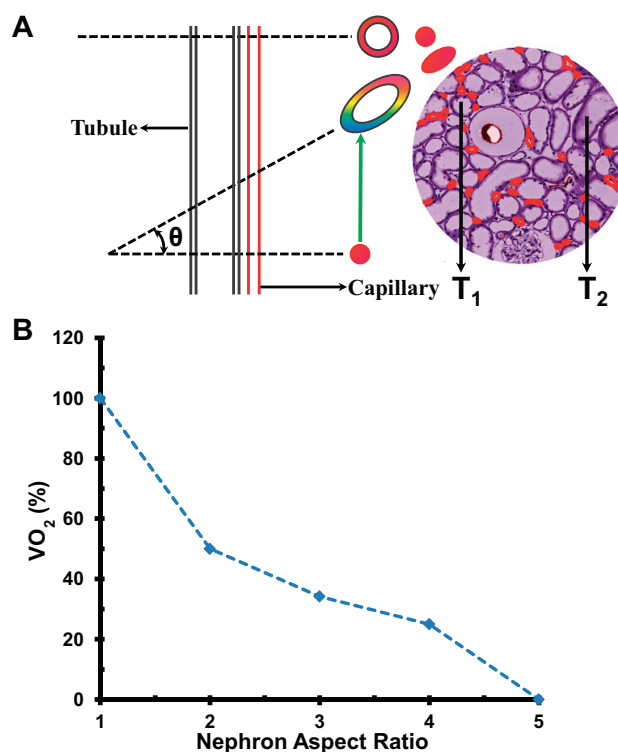 A
Tubule
θ
Capillary
T1
T2
B
120
100
80
60
40
20
0
VO2 (%)
1 2 3 4 5
Nephron Aspect Ratio